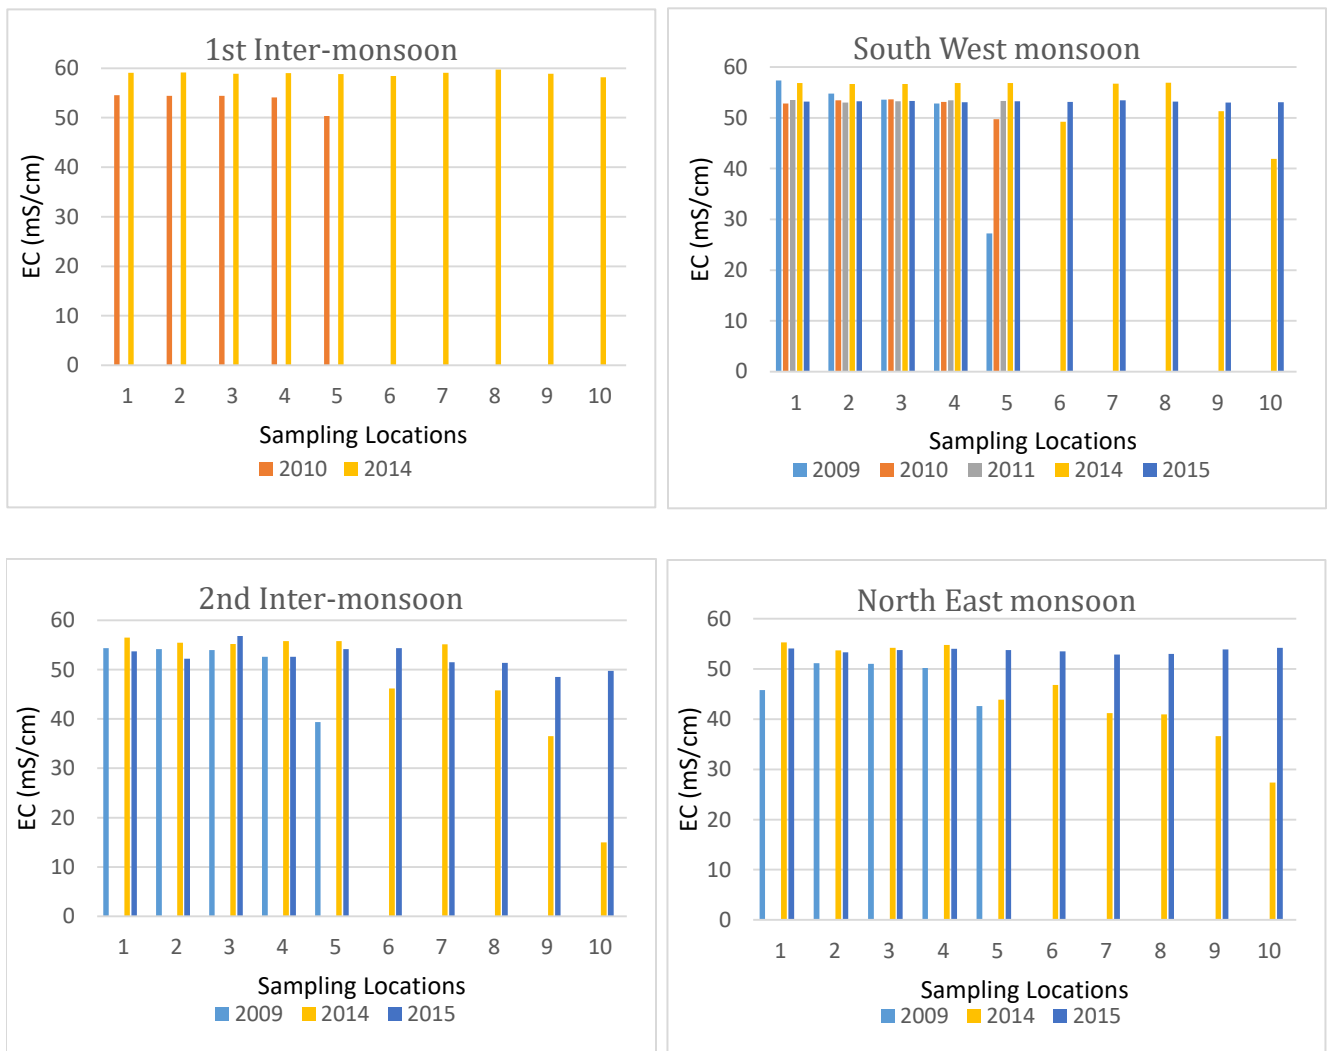 1st Inter-monsoon
60
50
40
30
20
10
0
EC (mS/cm)
1 2 3 4 5 6 7 8 9 10
Sampling Locations
2010 2014
South West monsoon
60
50
40
30
20
10
0
EC (mS/cm)
1 2 3 4 5 6 7 8 9 10
Sampling Locations
2009 2010 2011 2014 2015
2nd Inter-monsoon
60
50
40
30
20
10
0
EC (mS/cm)
1 2 3 4 5 6 7 8 9 10
Sampling Locations
2009 2014 2015
North East monsoon
60
50
40
30
20
10
0
EC (mS/cm)
1 2 3 4 5 6 7 8 9 10
Sampling Locations
2009 2014 2015